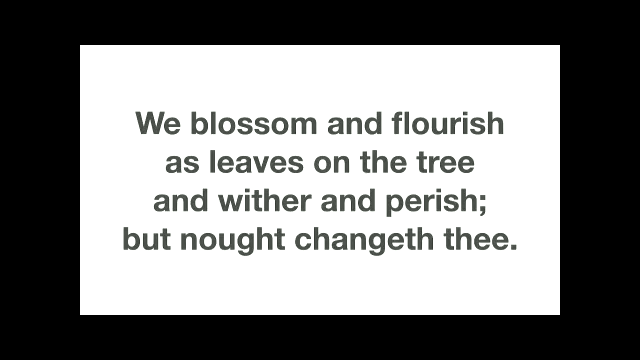 We blossom and flourish
as leaves on the tree
and wither and perish;
but nought changeth thee.